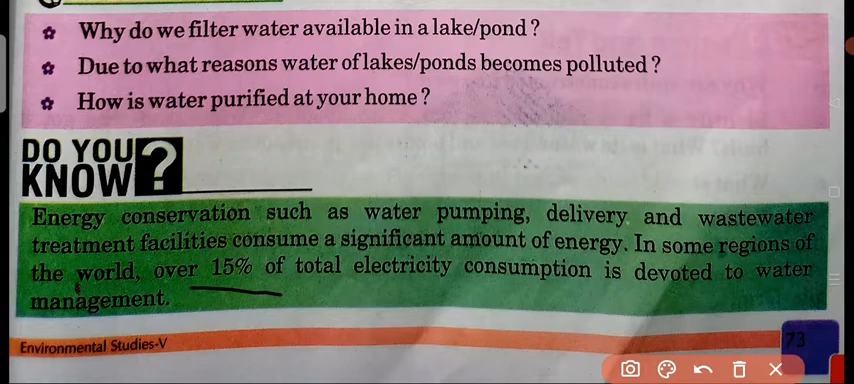 Why do we filter water available in a lake/pond ?
Due to what reasons water of lakes/ponds becomes polluted ?
How is water purified at your home ?
DO YOU
KNOW ?
Energy conservation such as water pumping, delivery and wastewater
treatment facilities consume a significant amount of energy. In some regions of
the world, over 15% of total electricity consumption is devoted to water
management.
Environmental Studies-V
73